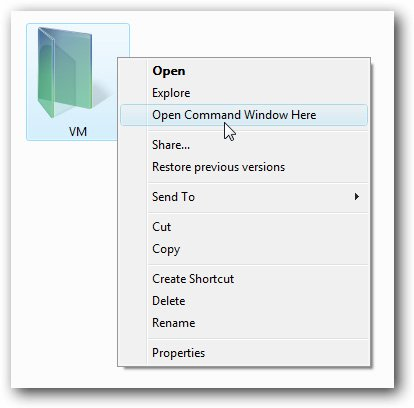 VM
Open
Explore
Open Command Window Here
Share...
Restore previous versions
Send To
Cut
Copy
Create Shortcut
Delete
Rename
Properties